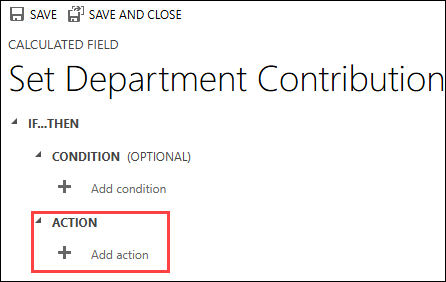 SAVE SAVE AND CLOSE
CALCULATED FIELD
Set Department Contribution
IF...THEN
CONDITION (OPTIONAL)
Add condition
ACTION
Add action